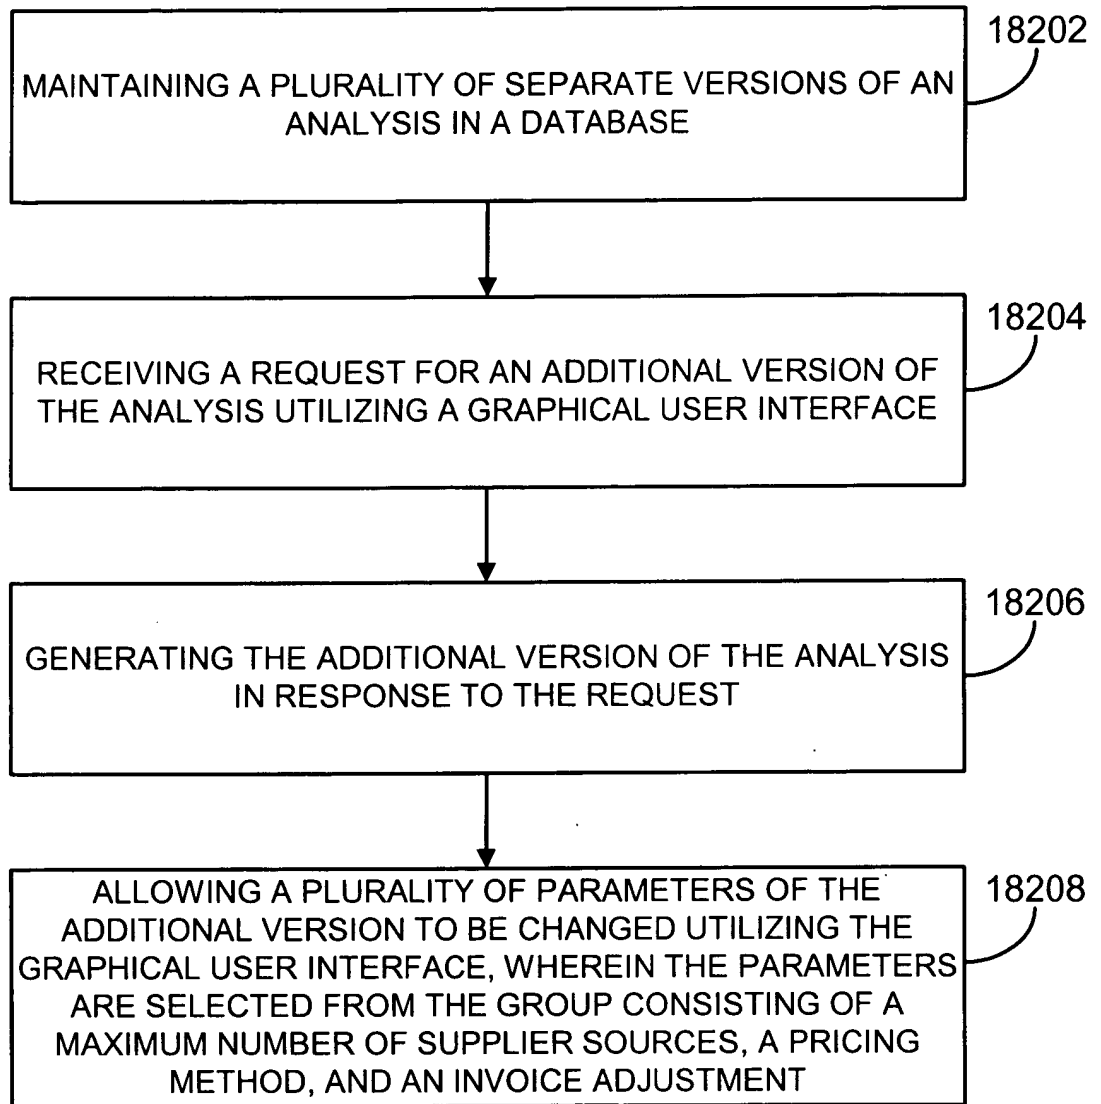 18202
MAINTAINING A PLURALITY OF SEPARATE VERSIONS OF AN
ANALYSIS IN A DATABASE
18204
RECEIVING A REQUEST FOR AN ADDITIONAL VERSION OF
THE ANALYSIS UTILIZING A GRAPHICAL USER INTERFACE
18206
GENERATING THE ADDITIONAL VERSION OF THE ANALYSIS
IN RESPONSE TO THE REQUEST
18208
ALLOWING A PLURALITY OF PARAMETERS OF THE
ADDITIONAL VERSION TO BE CHANGED UTILIZING THE
GRAPHICAL USER INTERFACE, WHEREIN THE PARAMETERS
ARE SELECTED FROM THE GROUP CONSISTING OF A
MAXIMUM NUMBER OF SUPPLIER SOURCES, A PRICING
METHOD, AND AN INVOICE ADJUSTMENT